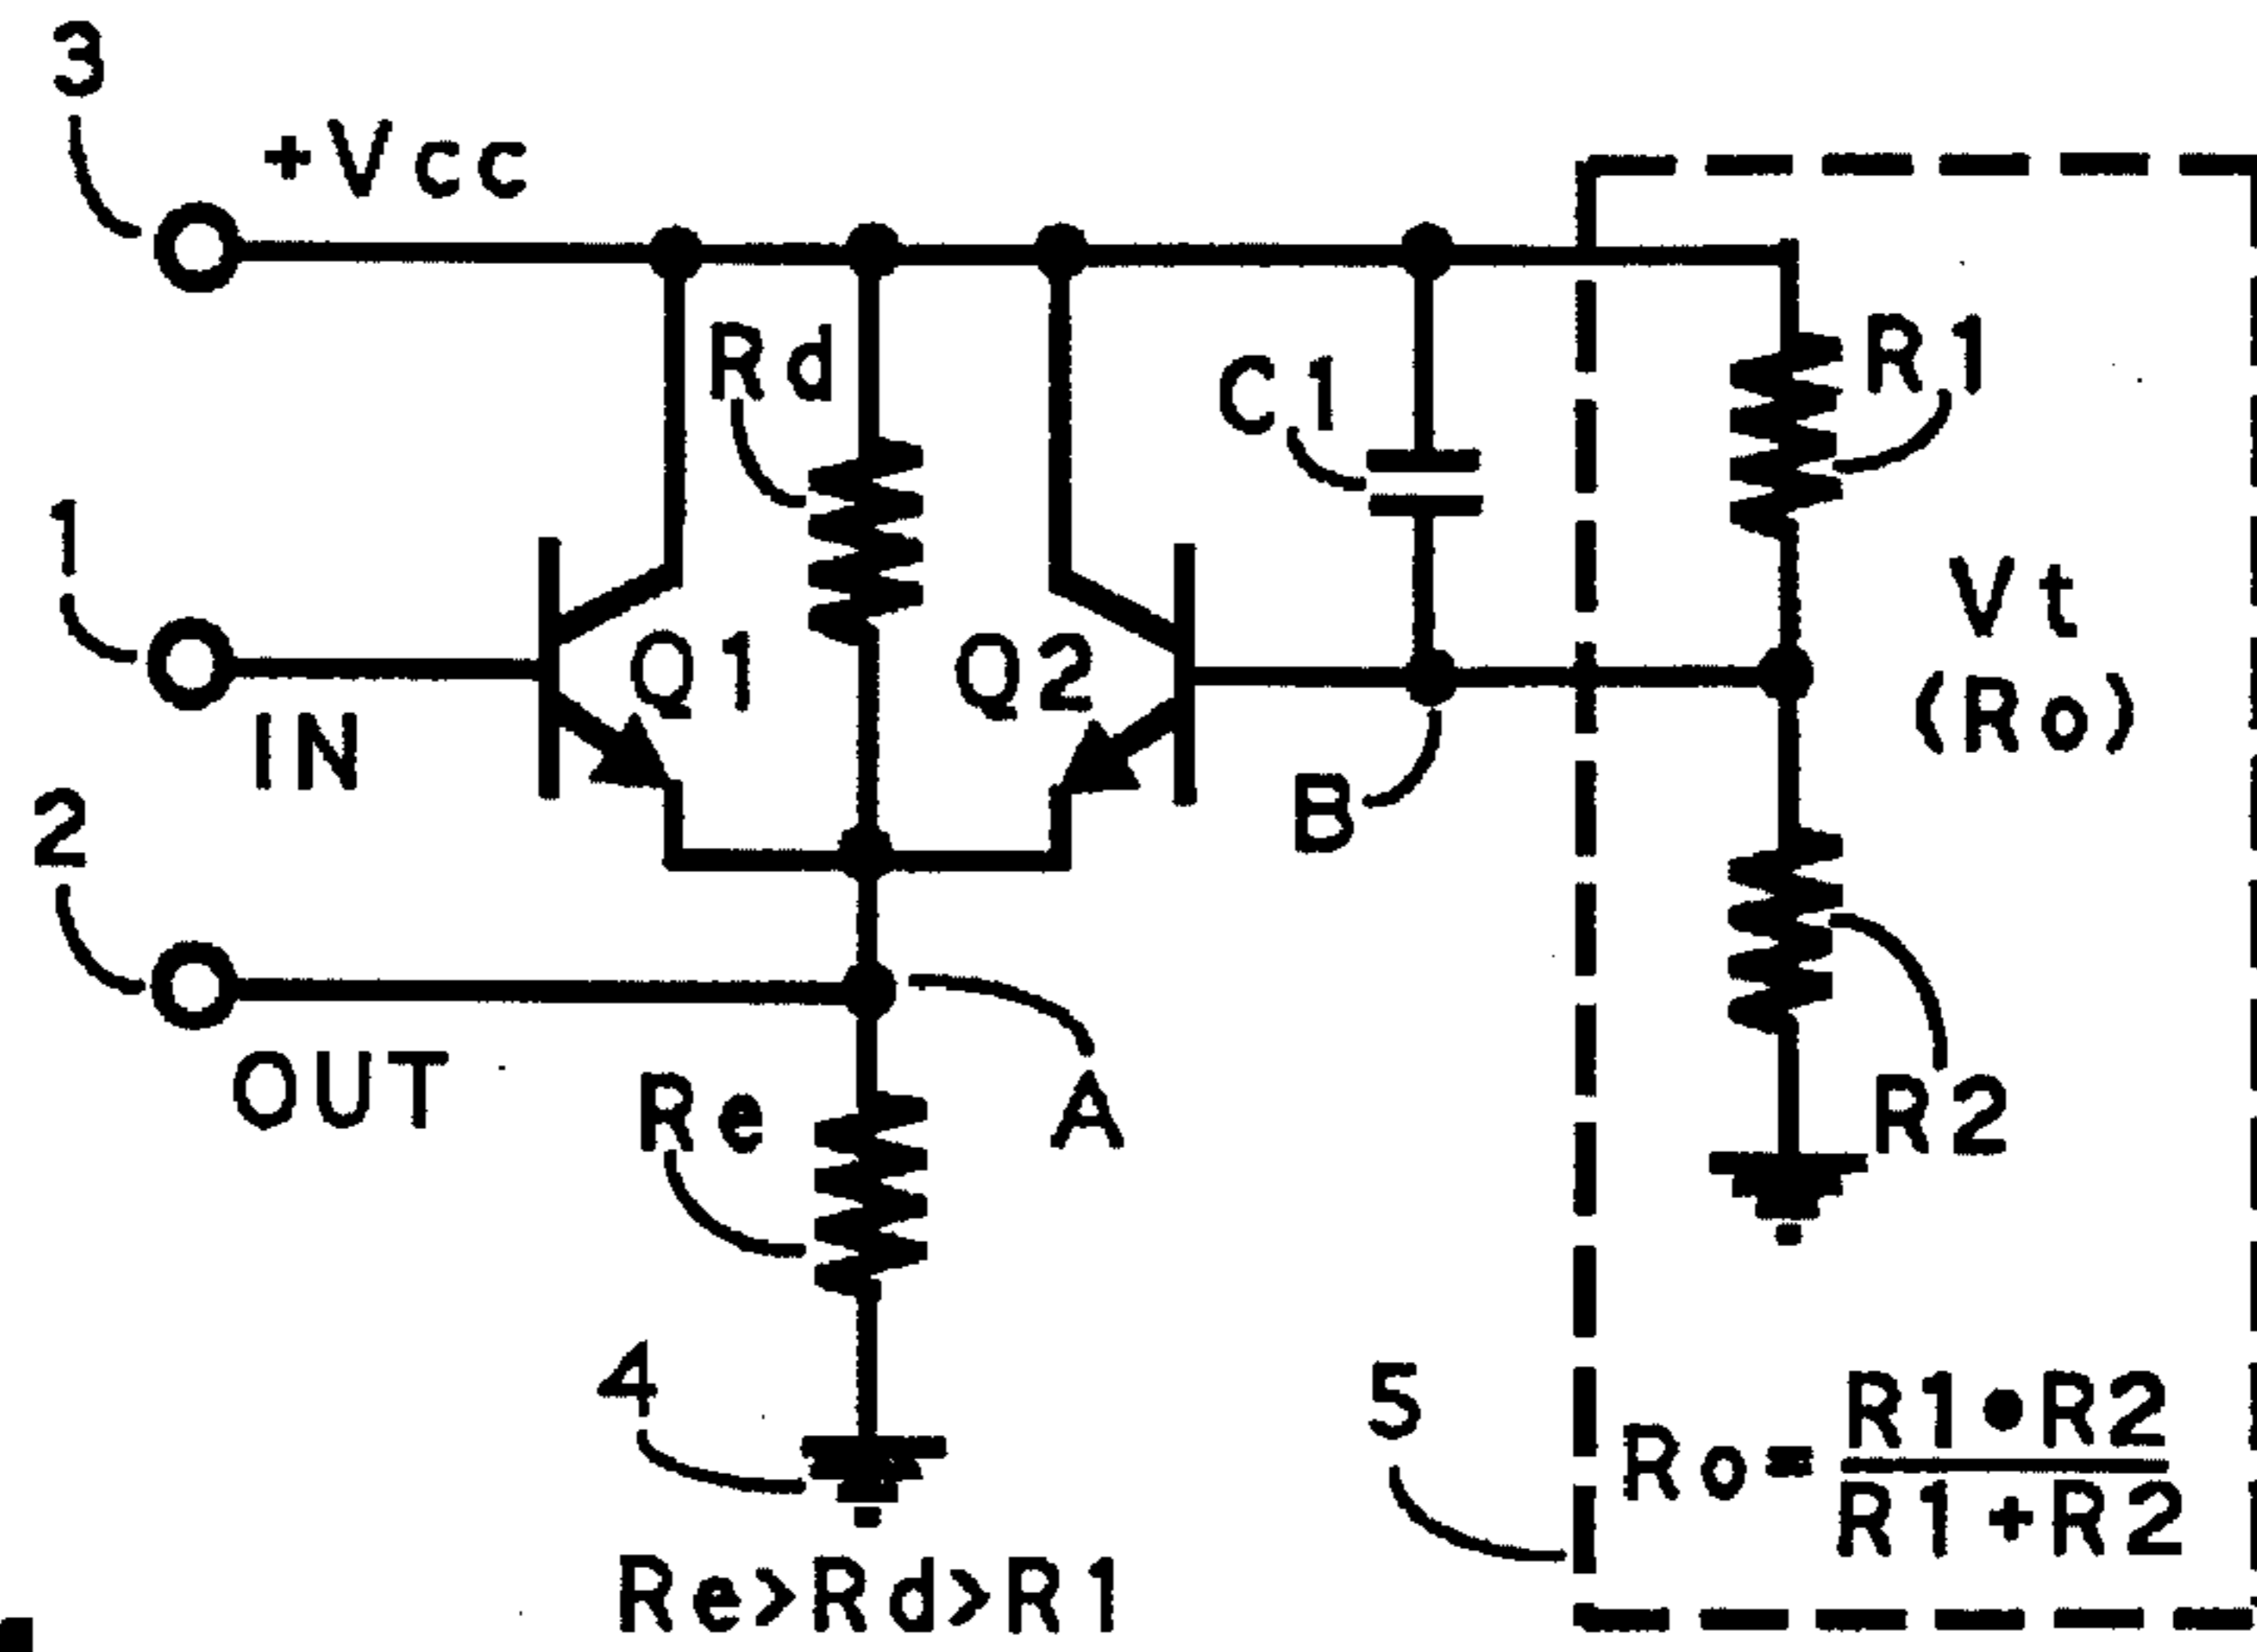 3
+Vcc
Rd
C1
R1
1
Q1
Q2
Vt
(Ro)
IN
B
2
OUT
Re
A
R2
4
5
Ro=R1•R2
R1+R2
Re>Rd>R1